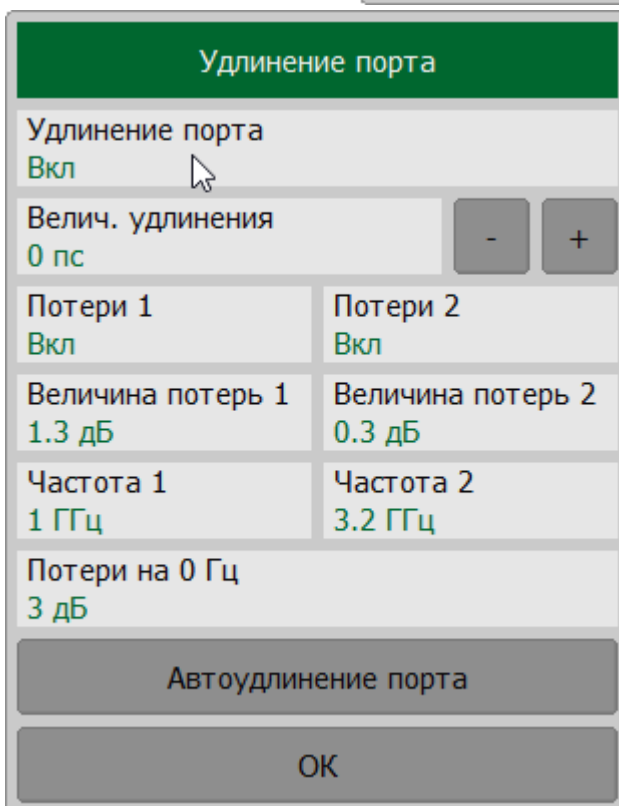 Удлинение порта
Удлинение порта
Вкл
Велич. удлинения
0 пс
-
+
Потери 1
Вкл
Потери 2
Вкл
Величина потерь 1
1.3 дБ
Величина потерь 2
0.3 дБ
Частота 1
1 ГГц
Частота 2
3.2 ГГц
Потери на 0 Гц
3 дБ
Автоудлинение порта
ОК